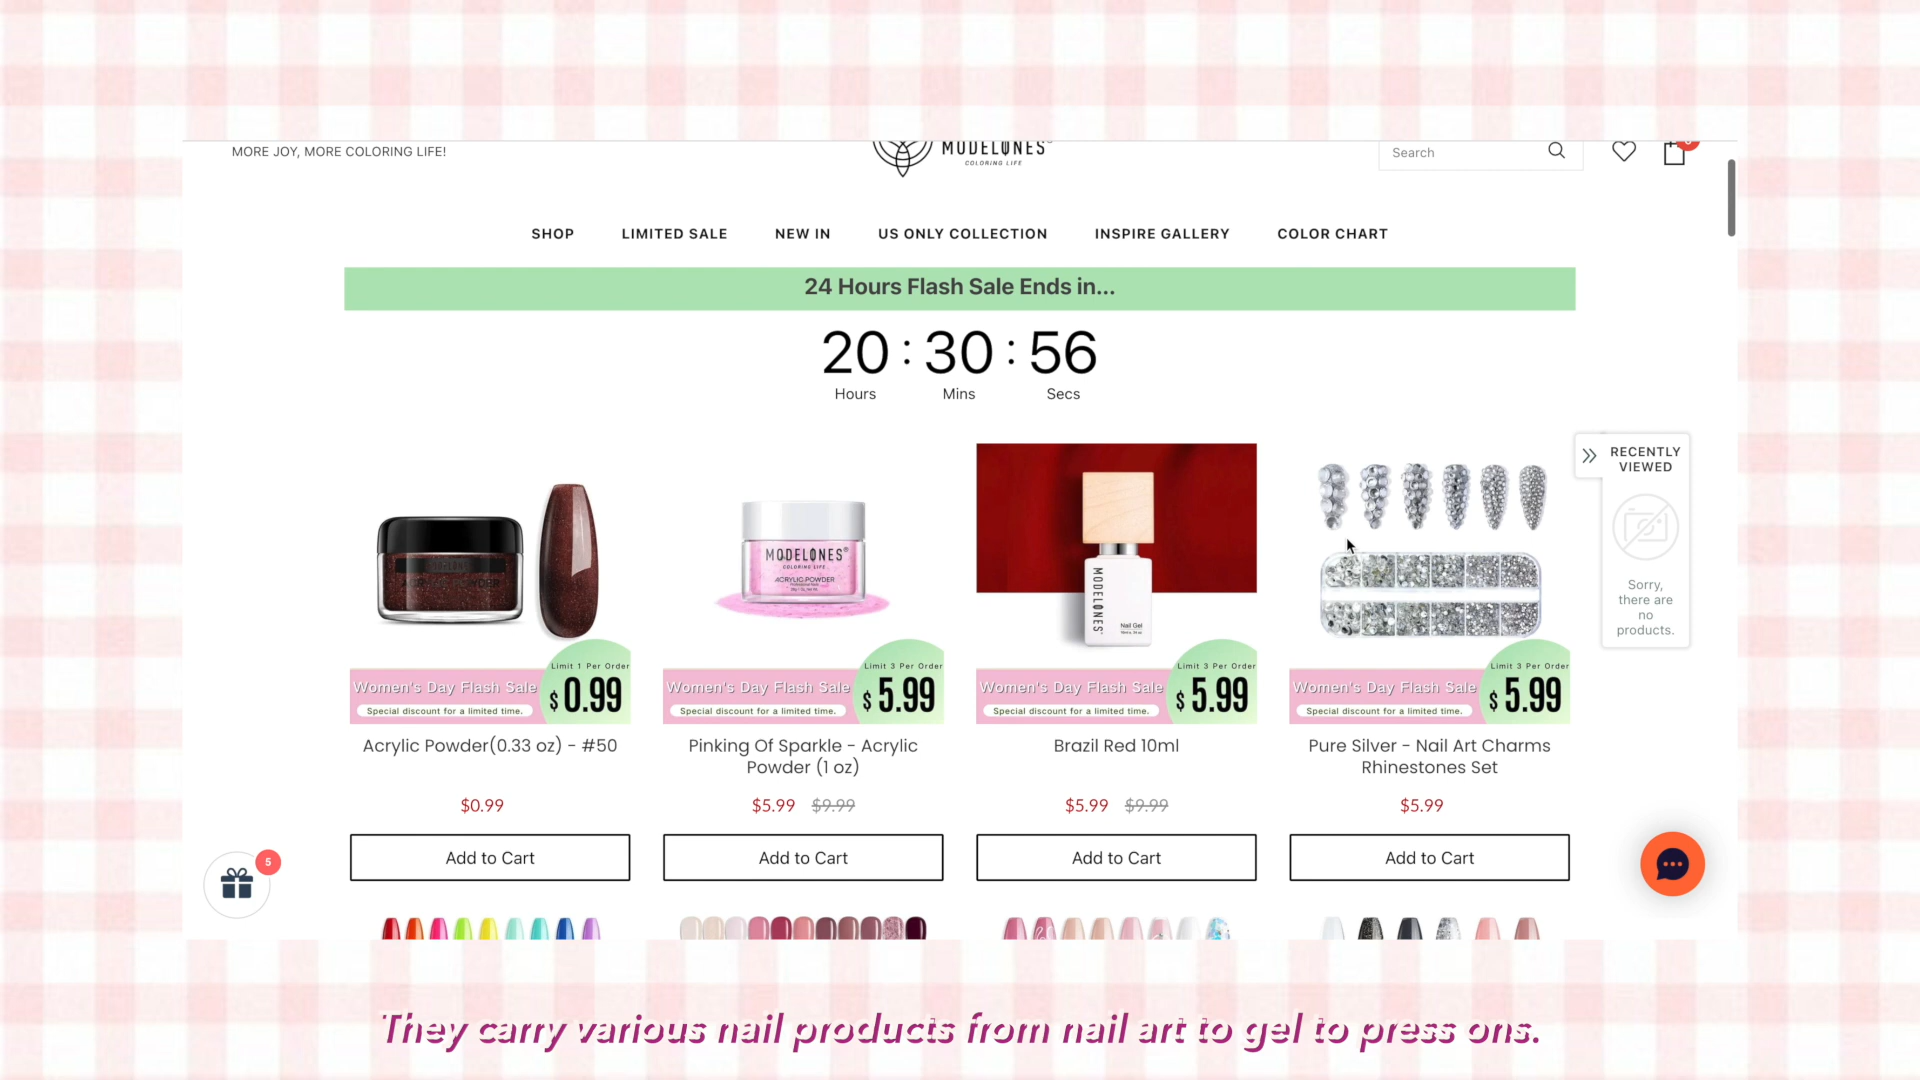 MORE JOY, MORE COLORING LIFE!
MODELONES®
COLORING LIFE
Search
SHOP LIMITED SALE NEW IN US ONLY COLLECTION INSPIRE GALLERY COLOR CHART
24 Hours Flash Sale Ends in...
20 : 30 : 56
Hours Mins Secs
RECENTLY
VIEWED
Sorry,
there are
no
products.
MODELONES®
COLORING LIFE
ACRYLIC POWDER
MODELONES®
Nail Gel
Limit 1 Per Order
Women's Day Flash Sale
$0.99
Special discount for a limited time.
Limit 3 Per Order
Women's Day Flash Sale
$5.99
Special discount for a limited time.
Limit 3 Per Order
Women's Day Flash Sale
$5.99
Special discount for a limited time.
Limit 3 Per Order
Women's Day Flash Sale
$5.99
Special discount for a limited time.
Acrylic Powder(0.33 oz) - #50
Pinking Of Sparkle - Acrylic
Powder (1 oz)
Brazil Red 10ml
Pure Silver - Nail Art Charms
Rhinestones Set
$0.99
$5.99 $9.99
$5.99 $9.99
$5.99
Add to Cart
Add to Cart
Add to Cart
Add to Cart
5
They carry various nail products from nail art to gel to press ons.